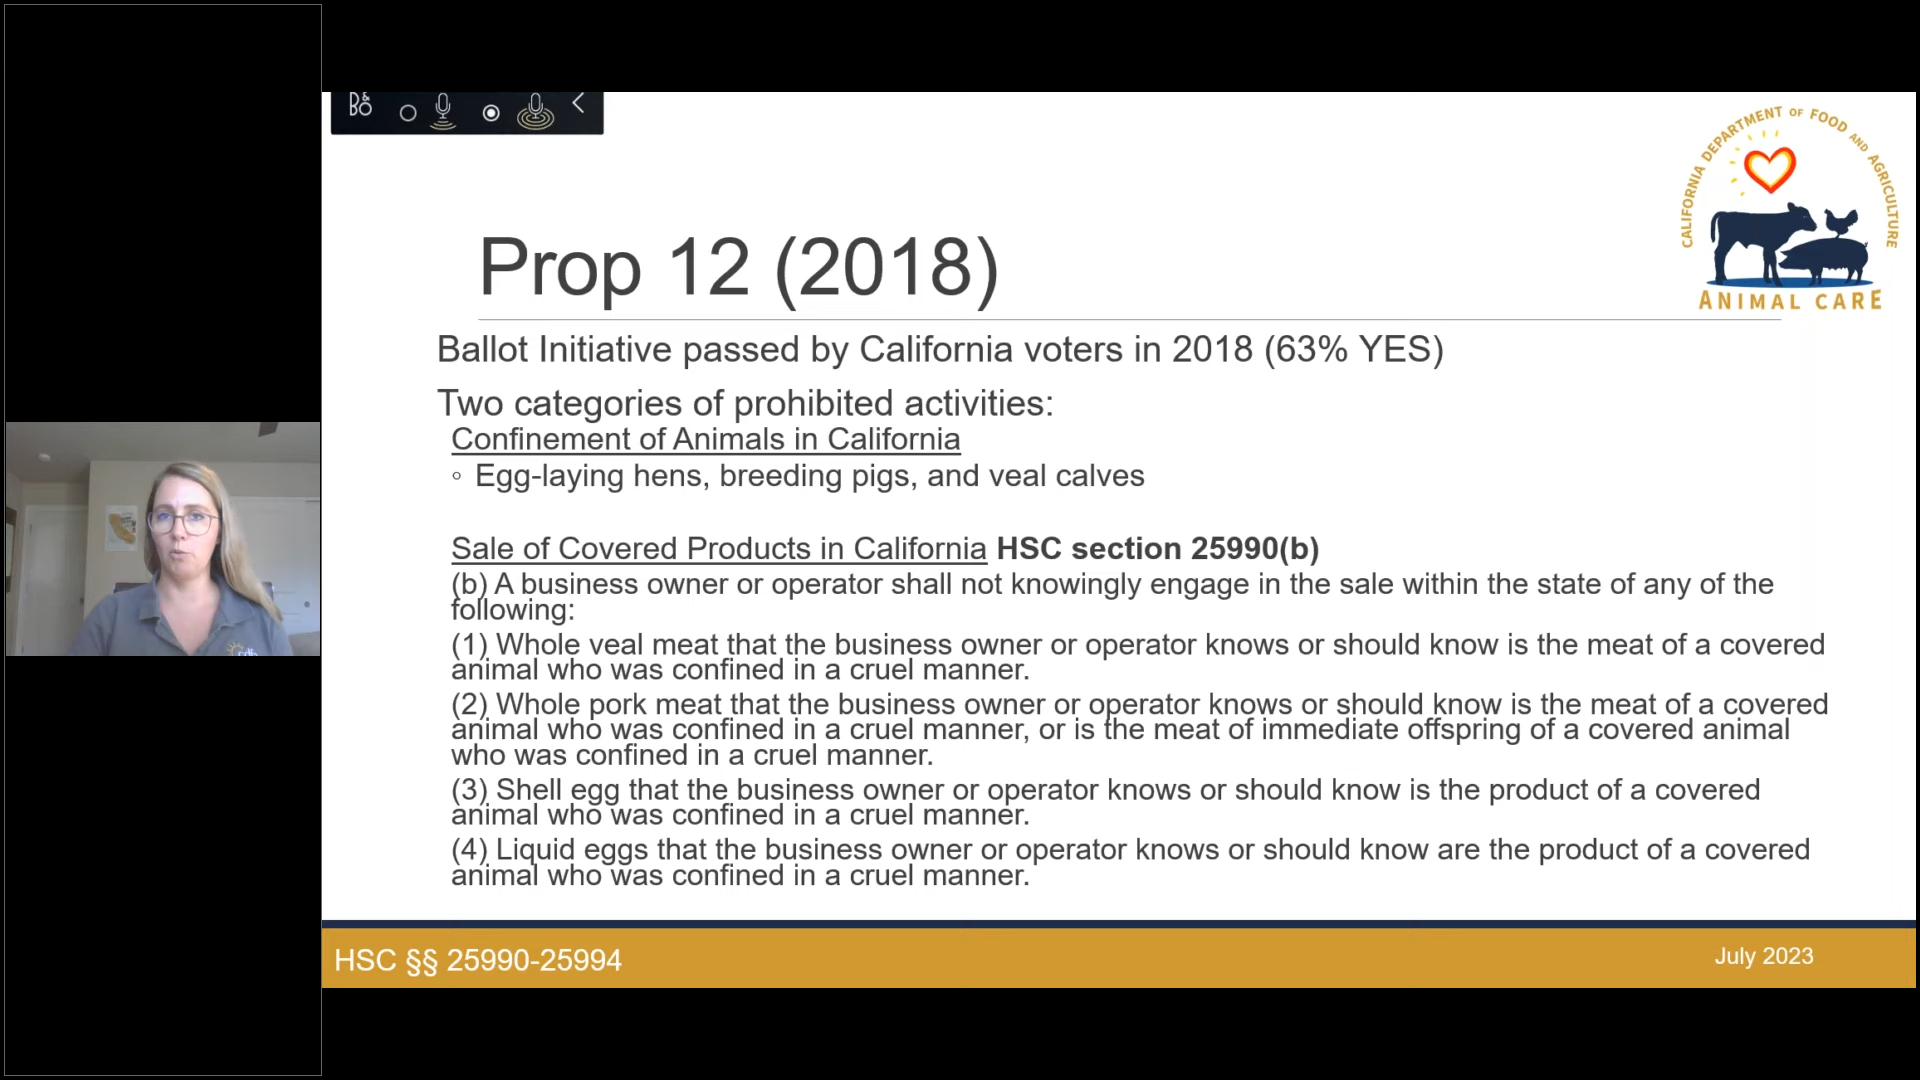 B&
BO
CALIFORNIA DEPARTMENT OF FOOD AND AGRICULTURE
ANIMAL CARE
Prop 12 (2018)
Ballot Initiative passed by California voters in 2018 (63% YES)
Two categories of prohibited activities:
Confinement of Animals in California
◦ Egg-laying hens, breeding pigs, and veal calves
Sale of Covered Products in California HSC section 25990(b)
(b) A business owner or operator shall not knowingly engage in the sale within the state of any of the
following:
(1) Whole veal meat that the business owner or operator knows or should know is the meat of a covered
animal who was confined in a cruel manner.
(2) Whole pork meat that the business owner or operator knows or should know is the meat of a covered
animal who was confined in a cruel manner, or is the meat of immediate offspring of a covered animal
who was confined in a cruel manner.
(3) Shell egg that the business owner or operator knows or should know is the product of a covered
animal who was confined in a cruel manner.
(4) Liquid eggs that the business owner or operator knows or should know are the product of a covered
animal who was confined in a cruel manner.
HSC §§ 25990-25994
July 2023